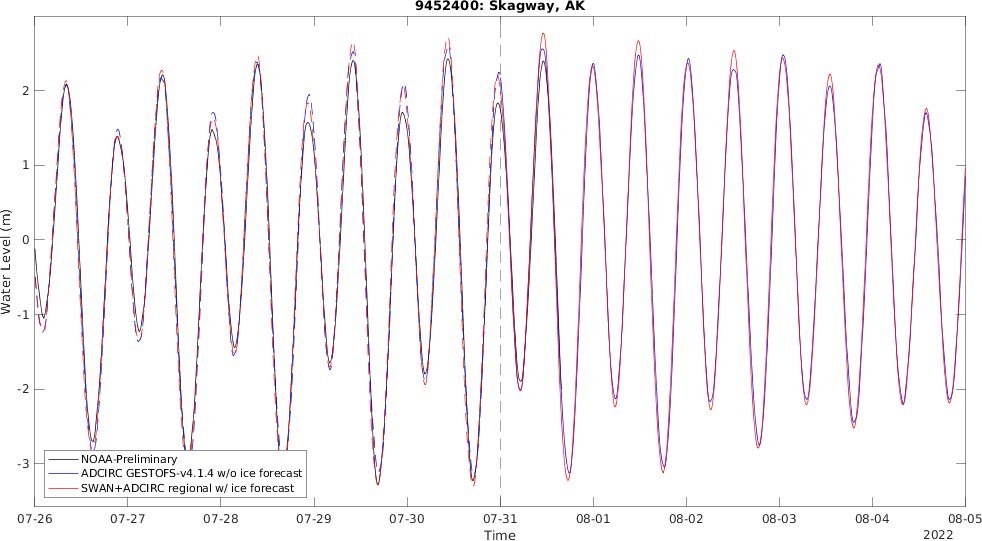 9452400: Skagway, AK
Water Level (m)
2
1
0
-1
-2
-3
NOAA-Preliminary
ADCIRC GESTOFS-v4.1.4 w/o ice forecast
SWAN+ADCIRC regional w/ ice forecast
07-26 07-27 07-28 07-29 07-30 07-31 08-01 08-02 08-03 08-04 08-05
Time
2022